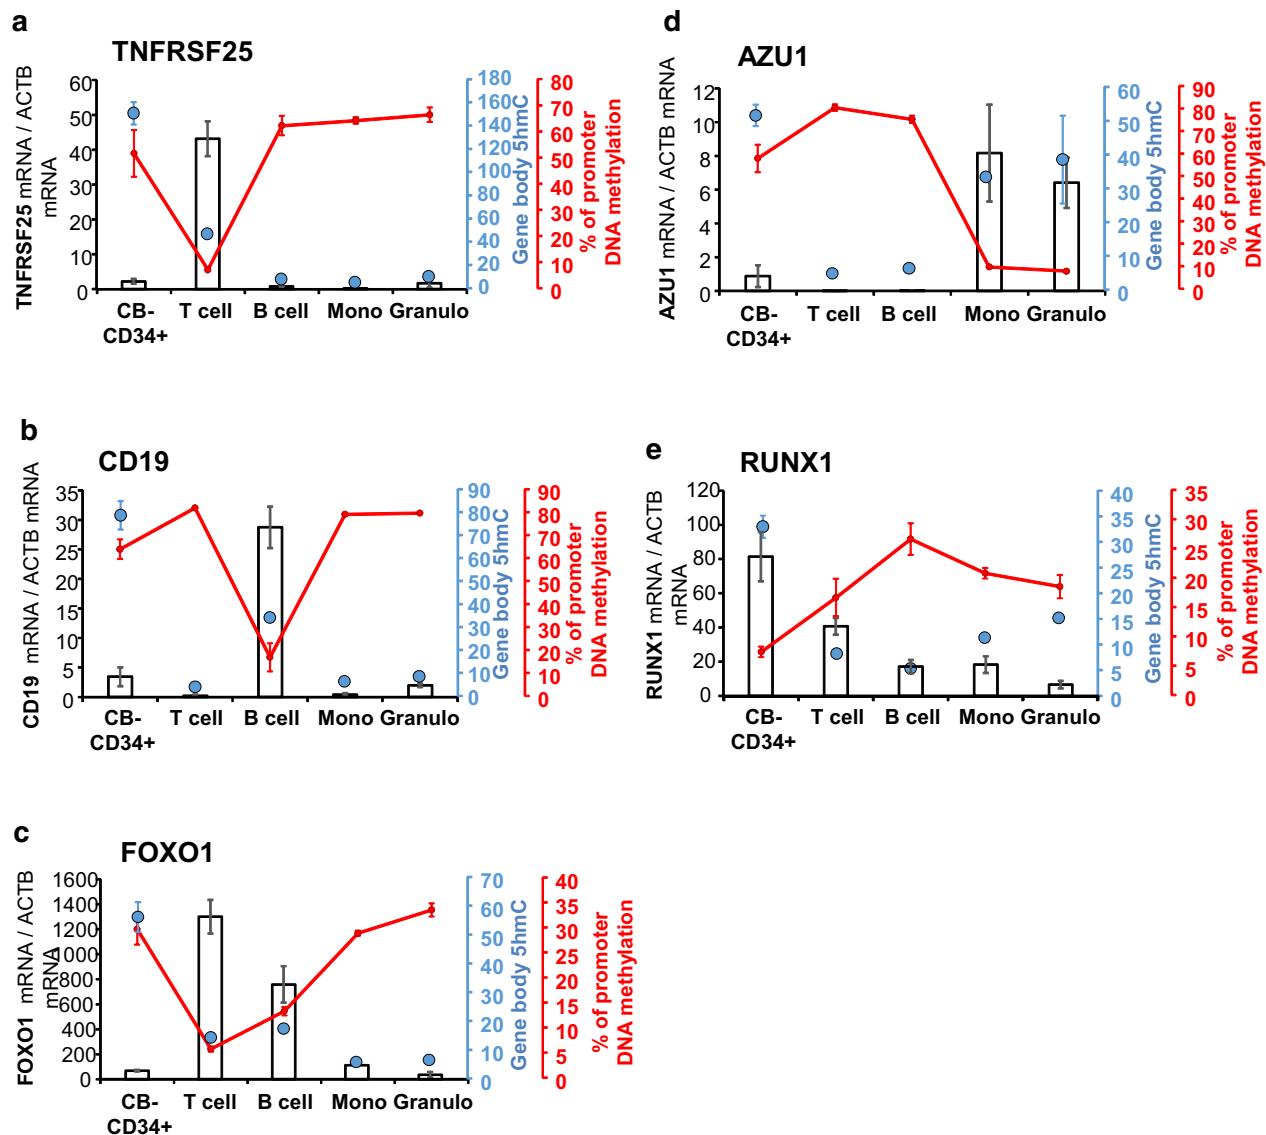 a
TNFRSF25
TNFRSF25 mRNA / ACTB
mRNA
60
50
40
30
20
10
0
180
160
140
120
100
80
60
40
20
0
Gene body 5hmC
80
70
60
50
40
30
20
10
0
% of promoter
DNA methylation
CB- T cell B cell Mono Granulo
CD34+
d
AZU1
AZU1 mRNA / ACTB mRNA
12
10
8
6
4
2
0
60
50
40
30
20
10
0
Gene body 5hmC
90
80
70
60
50
40
30
20
10
0
% of promoter
DNA methylation
CB- T cell B cell Mono Granulo
CD34+
b
CD19
CD19 mRNA / ACTB mRNA
35
30
25
20
15
10
5
0
90
80
70
60
50
40
30
20
10
0
Gene body 5hmC
90
80
70
60
50
40
30
20
10
0
% of promoter
DNA methylation
CB- T cell B cell Mono Granulo
CD34+
e
RUNX1
RUNX1 mRNA / ACTB
mRNA
120
100
80
60
40
20
0
40
35
30
25
20
15
10
5
0
Gene body 5hmC
35
30
25
20
15
10
5
0
% of promoter
DNA methylation
CB- T cell B cell Mono Granulo
CD34+
c
FOXO1
FOXO1 mRNA / ACTB
mRNA
1600
1400
1200
1000
800
600
400
200
0
70
60
50
40
30
20
10
0
Gene body 5hmC
40
35
30
25
20
15
10
5
0
% of promoter
DNA methylation
CB- T cell B cell Mono Granulo
CD34+